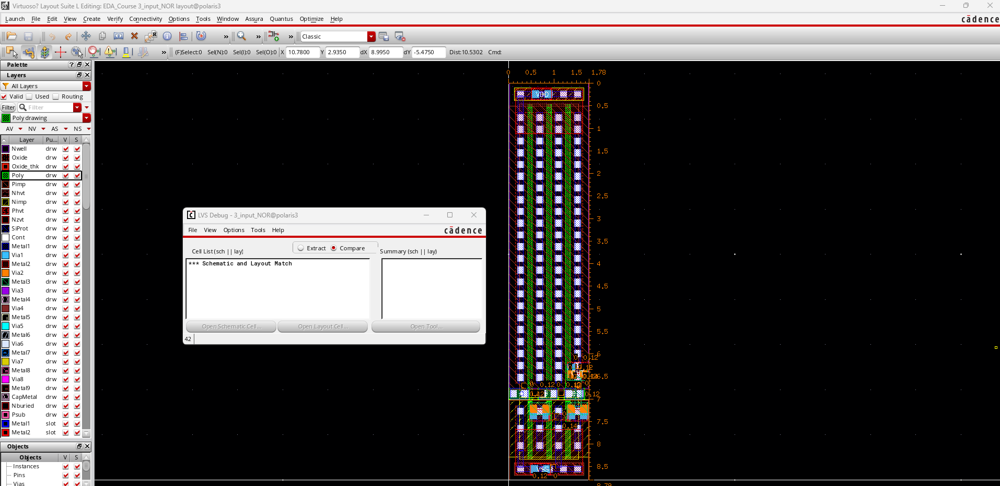 Virtuoso? Layout Suite L Editing: EDA_Course 3_input_NOR layout@polaris3
Launch File Edit View Create Verify Connectivity Options Tools Window Assura Quantus Optimize Help
cādence
Classic
(F)Select:0 Sel(N):0 Sel(I):0 Sel(O):0 X 10.7800 Y 2.9350 dX 8.9950 dY -5.4750 Dist:10.5302 Cmd:
Palette
Layers
All Layers
Valid Used Routing
Filter Filter
Poly drawing
AV NV AS NS
Layer Pu... V S
Nwell drw
Oxide drw
Oxide_thk drw
Poly drw
Pimp drw
Nhvt drw
Nimp drw
Phvt drw
Nzvt drw
SiProt drw
Cont drw
Metal1 drw
Via1 drw
Metal2 drw
Via2 drw
Metal3 drw
Via3 drw
Metal4 drw
Via4 drw
Metal5 drw
Via5 drw
Metal6 drw
Via6 drw
Metal7 drw
Via7 drw
Metal8 drw
Via8 drw
Metal9 drw
CapMetal drw
Nburied drw
Psub drw
Metal1 slot
Metal2 slot
Objects
Objects V S
Instances
Pins
Vias
LVS Debug - 3_input_NOR@polaris3
File View Options Tools Help
cādence
Extract Compare
Cell List (sch || lay) Summary (sch || lay)
*** Schematic and Layout Match
Open Schematic Cell... Open Layout Cell... Open Tool...
42
0 0.5 1 1.5 1.78
0
VDD
0.5
1
1.5
2
2.5
3
3.5
4
4.5
5
5.5
6
0.12
6.5
0.12
0.12
7
7.5
0.14
8
8.5
VSS
0.12 0
8.79